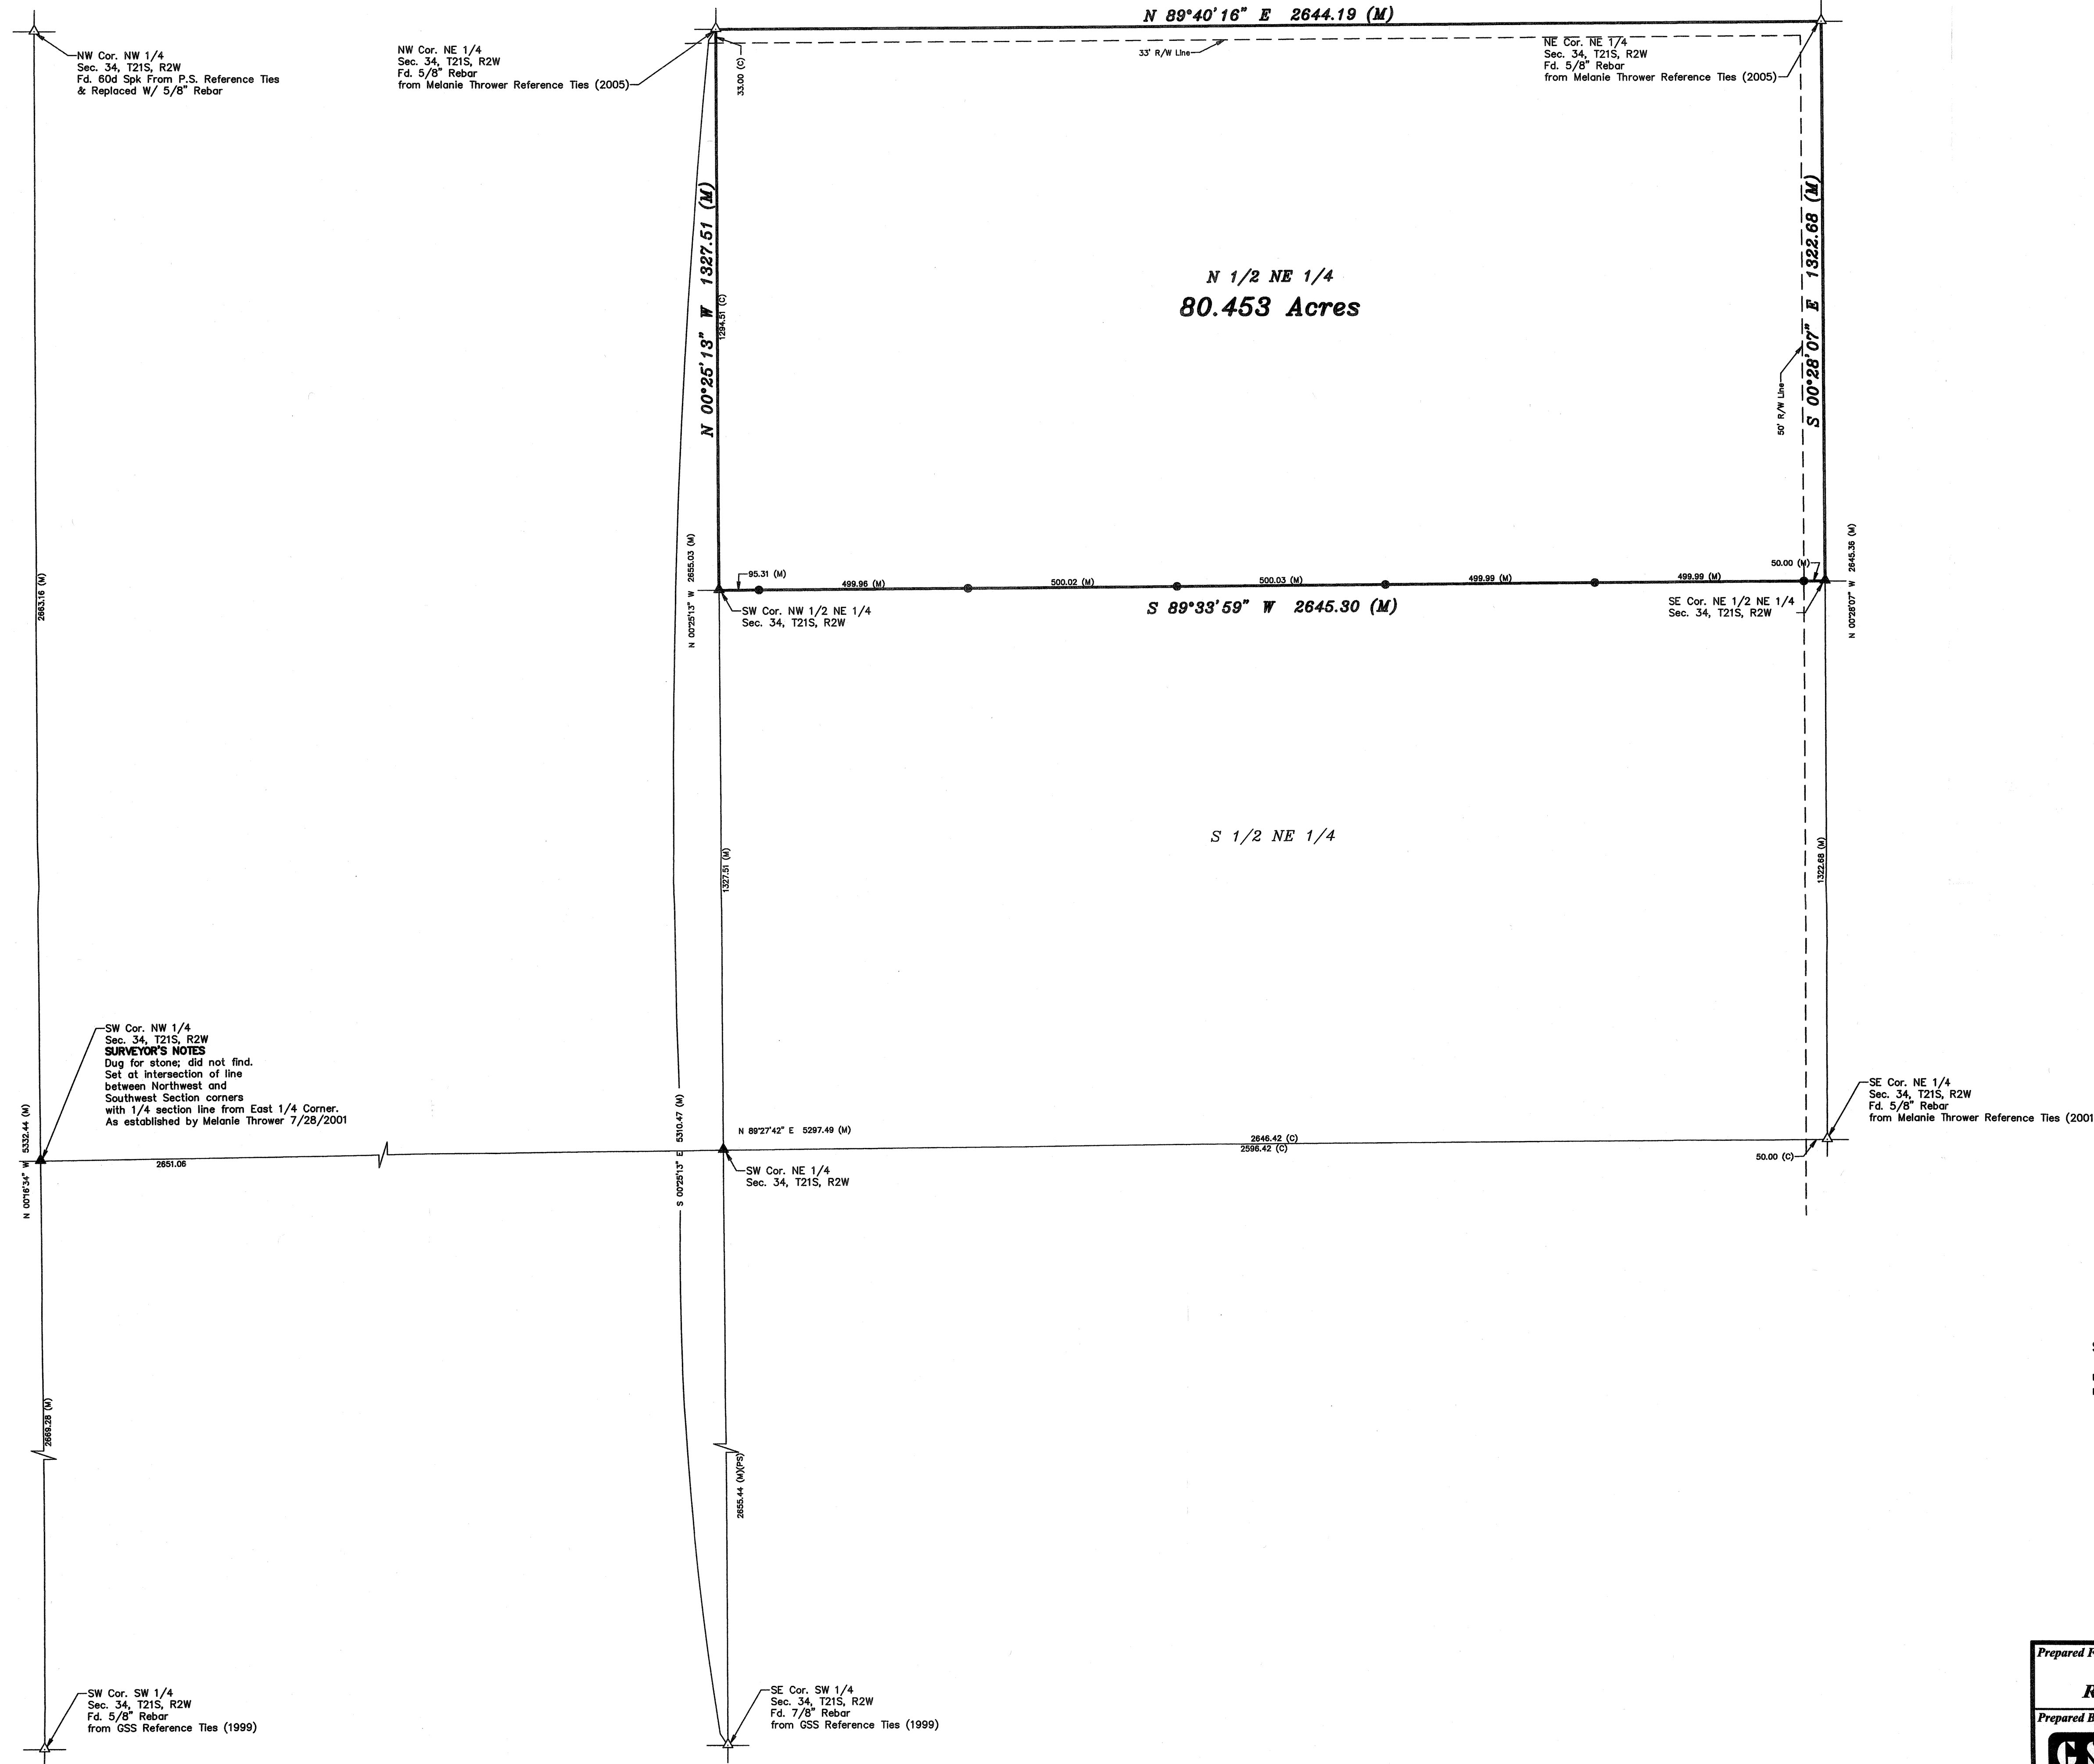 N 89°40'16" E 2644.19 (M)
NW Cor. NW 1/4
Sec. 34, T21S, R2W
Fd. 60d Spk From P.S. Reference Ties
& Replaced W/ 5/8" Rebar
NW Cor. NE 1/4
Sec. 34, T21S, R2W
Fd. 5/8" Rebar
from Melanie Thrower Reference Ties (2005)
33.00 (C)
33' R/W Line
NE Cor. NE 1/4
Sec. 34, T21S, R2W
Fd. 5/8" Rebar
from Melanie Thrower Reference Ties (2005)
N 00°25'13" W 1327.51 (M)
1294.51 (C)
N 1/2 NE 1/4
80.453 Acres
50' R/W Line
S 00°28'07" E 1322.68 (M)
2663.16 (M)
N 00°25'13" W 2655.03 (M)
95.31 (M)
499.96 (M)
500.02 (M)
500.03 (M)
499.99 (M)
499.99 (M)
50.00 (M)
N 00°28'07" W 2645.36 (M)
SW Cor. NW 1/2 NE 1/4
Sec. 34, T21S, R2W
S 89°33'59" W 2645.30 (M)
SE Cor. NE 1/2 NE 1/4
Sec. 34, T21S, R2W
S 1/2 NE 1/4
1327.51 (M)
1322.68 (M)
SW Cor. NW 1/4
Sec. 34, T21S, R2W
SURVEYOR'S NOTES
Dug for stone; did not find.
Set at intersection of line
between Northwest and
Southwest Section corners
with 1/4 section line from East 1/4 Corner.
As established by Melanie Thrower 7/28/2001
N 00°16'34" W 5332.44 (M)
2651.06
S 00°25'13" E 5310.47 (M)
N 89°27'42" E 5297.49 (M)
2646.42 (C)
2596.42 (C)
50.00 (C)
SE Cor. NE 1/4
Sec. 34, T21S, R2W
Fd. 5/8" Rebar
from Melanie Thrower Reference Ties (2001
SW Cor. NE 1/4
Sec. 34, T21S, R2W
2669.28 (M)
2655.44 (M)(PS)
SW Cor. SW 1/4
Sec. 34, T21S, R2W
Fd. 5/8" Rebar
from GSS Reference Ties (1999)
SE Cor. SW 1/4
Sec. 34, T21S, R2W
Fd. 7/8" Rebar
from GSS Reference Ties (1999)
Prepared
Prepared